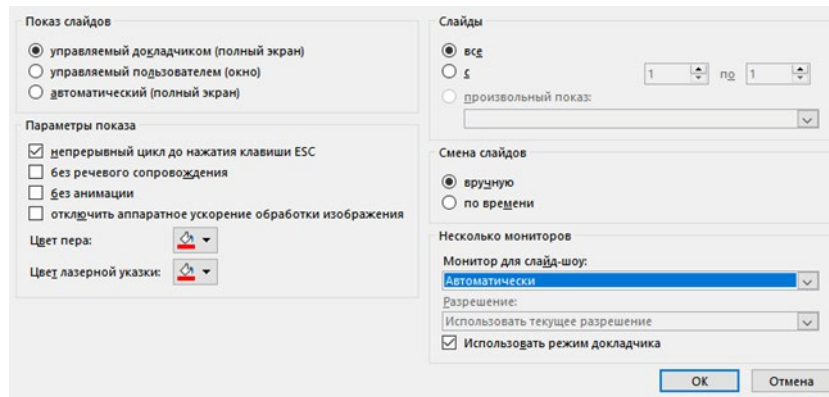 Показ слайдов
управляемый докладчиком (полный экран)
управляемый пользователем (окно)
автоматический (полный экран)
Параметры показа
непрерывный цикл до нажатия клавиши ESC
без речевого сопровождения
без анимации
отключить аппаратное ускорение обработки изображения
Цвет пера:
Цвет лазерной указки:
Слайды
все
с 1 по 1
произвольный показ:
Смена слайдов
вручную
по времени
Несколько мониторов
Монитор для слайд-шоу:
Автоматически
Разрешение:
Использовать текущее разрешение
Использовать режим докладчика
ОК Отмена